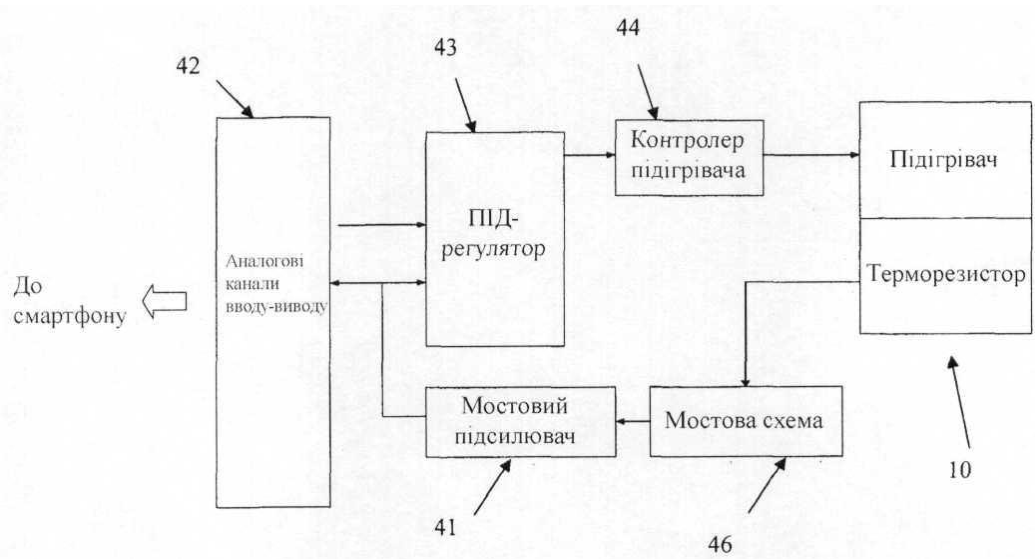 42
43
44
Контролер
підігрівача
Підігрівач
ПІД-
регулятор
Аналогові
канали
вводу-виводу
Терморезистор
До
смартфону
Мостовий
підсилювач
Мостова схема
10
41
46